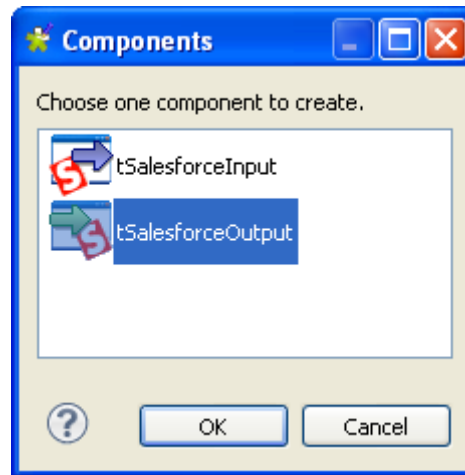 Components
Choose one component to create.
tSalesforceInput
tSalesforceOutput
OK
Cancel